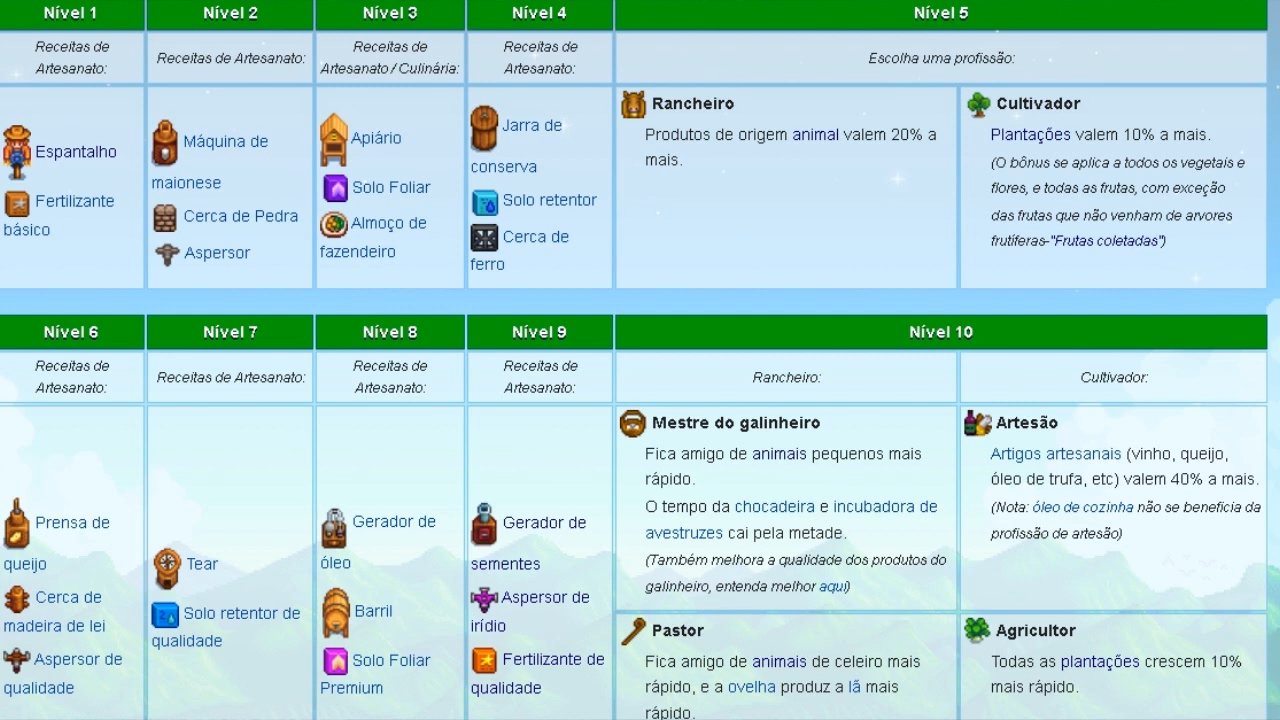 Nível 1
Nível 2
Nível 3
Nível 4
Nível 5
Receitas de
Artesanato:
Receitas de Artesanato:
Receitas de
Artesanato / Culinária:
Receitas de
Artesanato:
Escolha uma profissão:
Espantalho
Fertilizante
básico
Máquina de
maionese
Cerca de Pedra
Aspersor
Apiário
Solo Foliar
Almoço de
fazendeiro
Jarra de
conserva
Solo retentor
Cerca de
ferro
Rancheiro
Produtos de origem animal valem 20% a
mais.
Cultivador
Plantações valem 10% a mais.
(O bônus se aplica a todos os vegetais e
flores, e todas as frutas, com exceção
das frutas que não venham de arvores
frutíferas-"Frutas coletadas")
Nível 6
Nível 7
Nível 8
Nível 9
Nível 10
Receitas de
Artesanato:
Receitas de Artesanato:
Receitas de
Artesanato:
Receitas de
Artesanato:
Rancheiro:
Cultivador:
Prensa de
queijo
Cerca de
madeira de lei
Aspersor de
qualidade
Tear
Solo retentor de
qualidade
Gerador de
óleo
Barril
Solo Foliar
Premium
Gerador de
sementes
Aspersor de
irídio
Fertilizante de
qualidade
Mestre do galinheiro
Fica amigo de animais pequenos mais
rápido.
O tempo da chocadeira e incubadora de
avestruzes cai pela metade.
(Também melhora a qualidade dos produtos do
galinheiro, entenda melhor aqui)
Artesão
Artigos artesanais (vinho, queijo,
óleo de trufa, etc) valem 40% a mais.
(Nota: óleo de cozinha não se beneficia da
profissão de artesão)
Pastor
Fica amigo de animais de celeiro mais
rápido, e a ovelha produz a lã mais
rápido.
Agricultor
Todas as plantações crescem 10%
mais rápido.